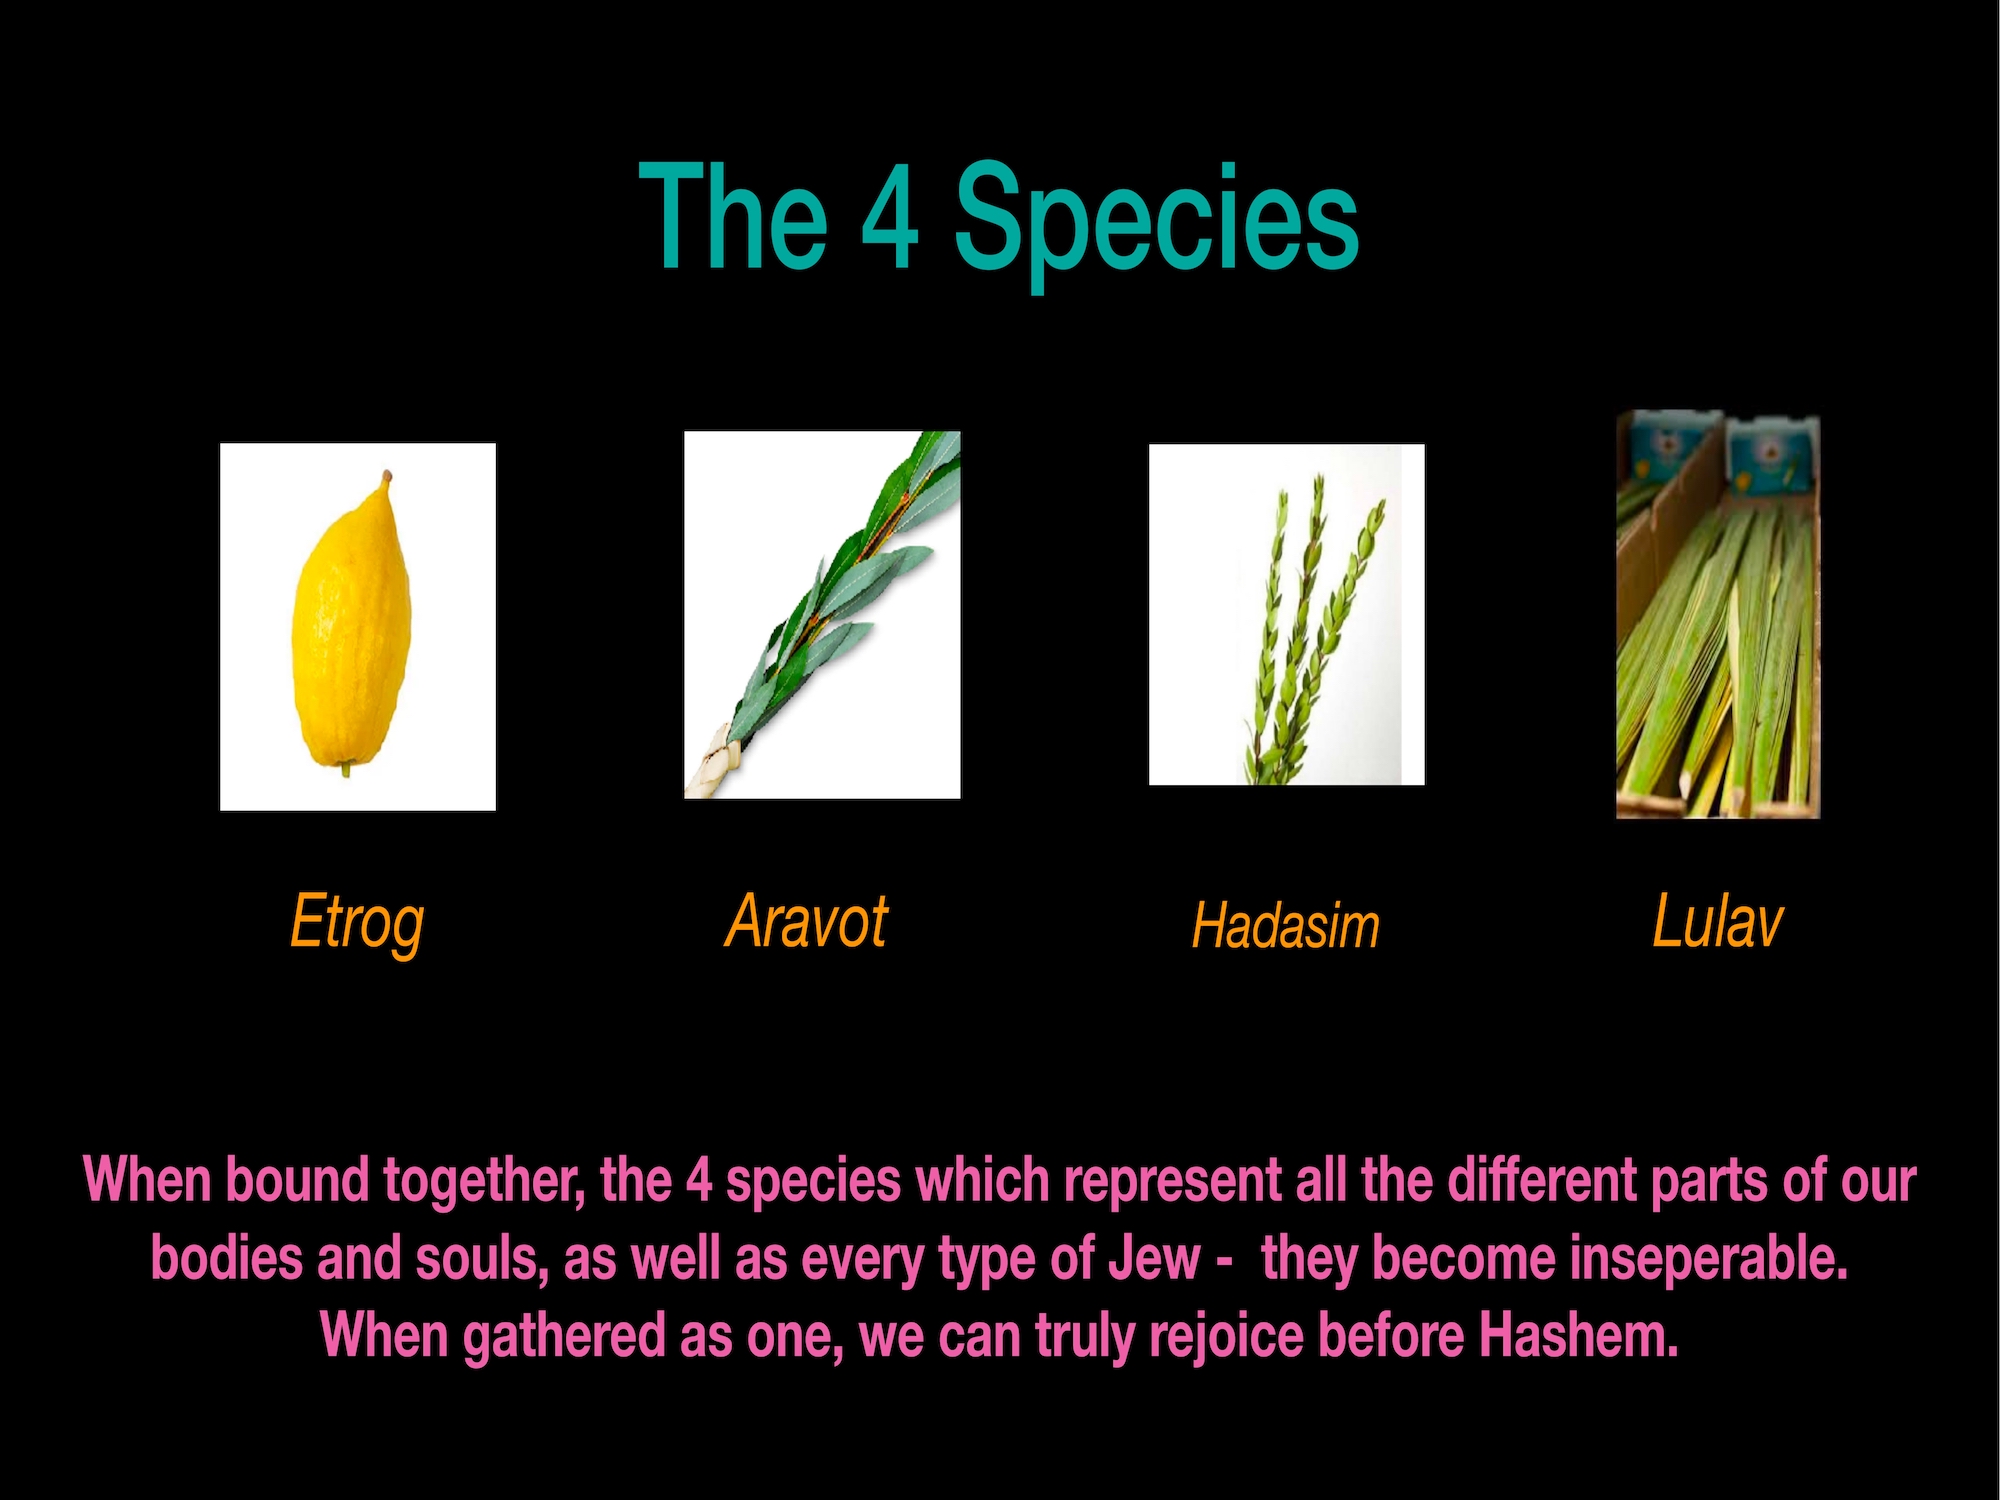 The 4 Species
Etrog
Aravot
Hadasim
Lulav
When bound together, the 4 species which represent all the different parts of our
bodies and souls, as well as every type of Jew -  they become inseperable.
When gathered as one, we can truly rejoice before Hashem.